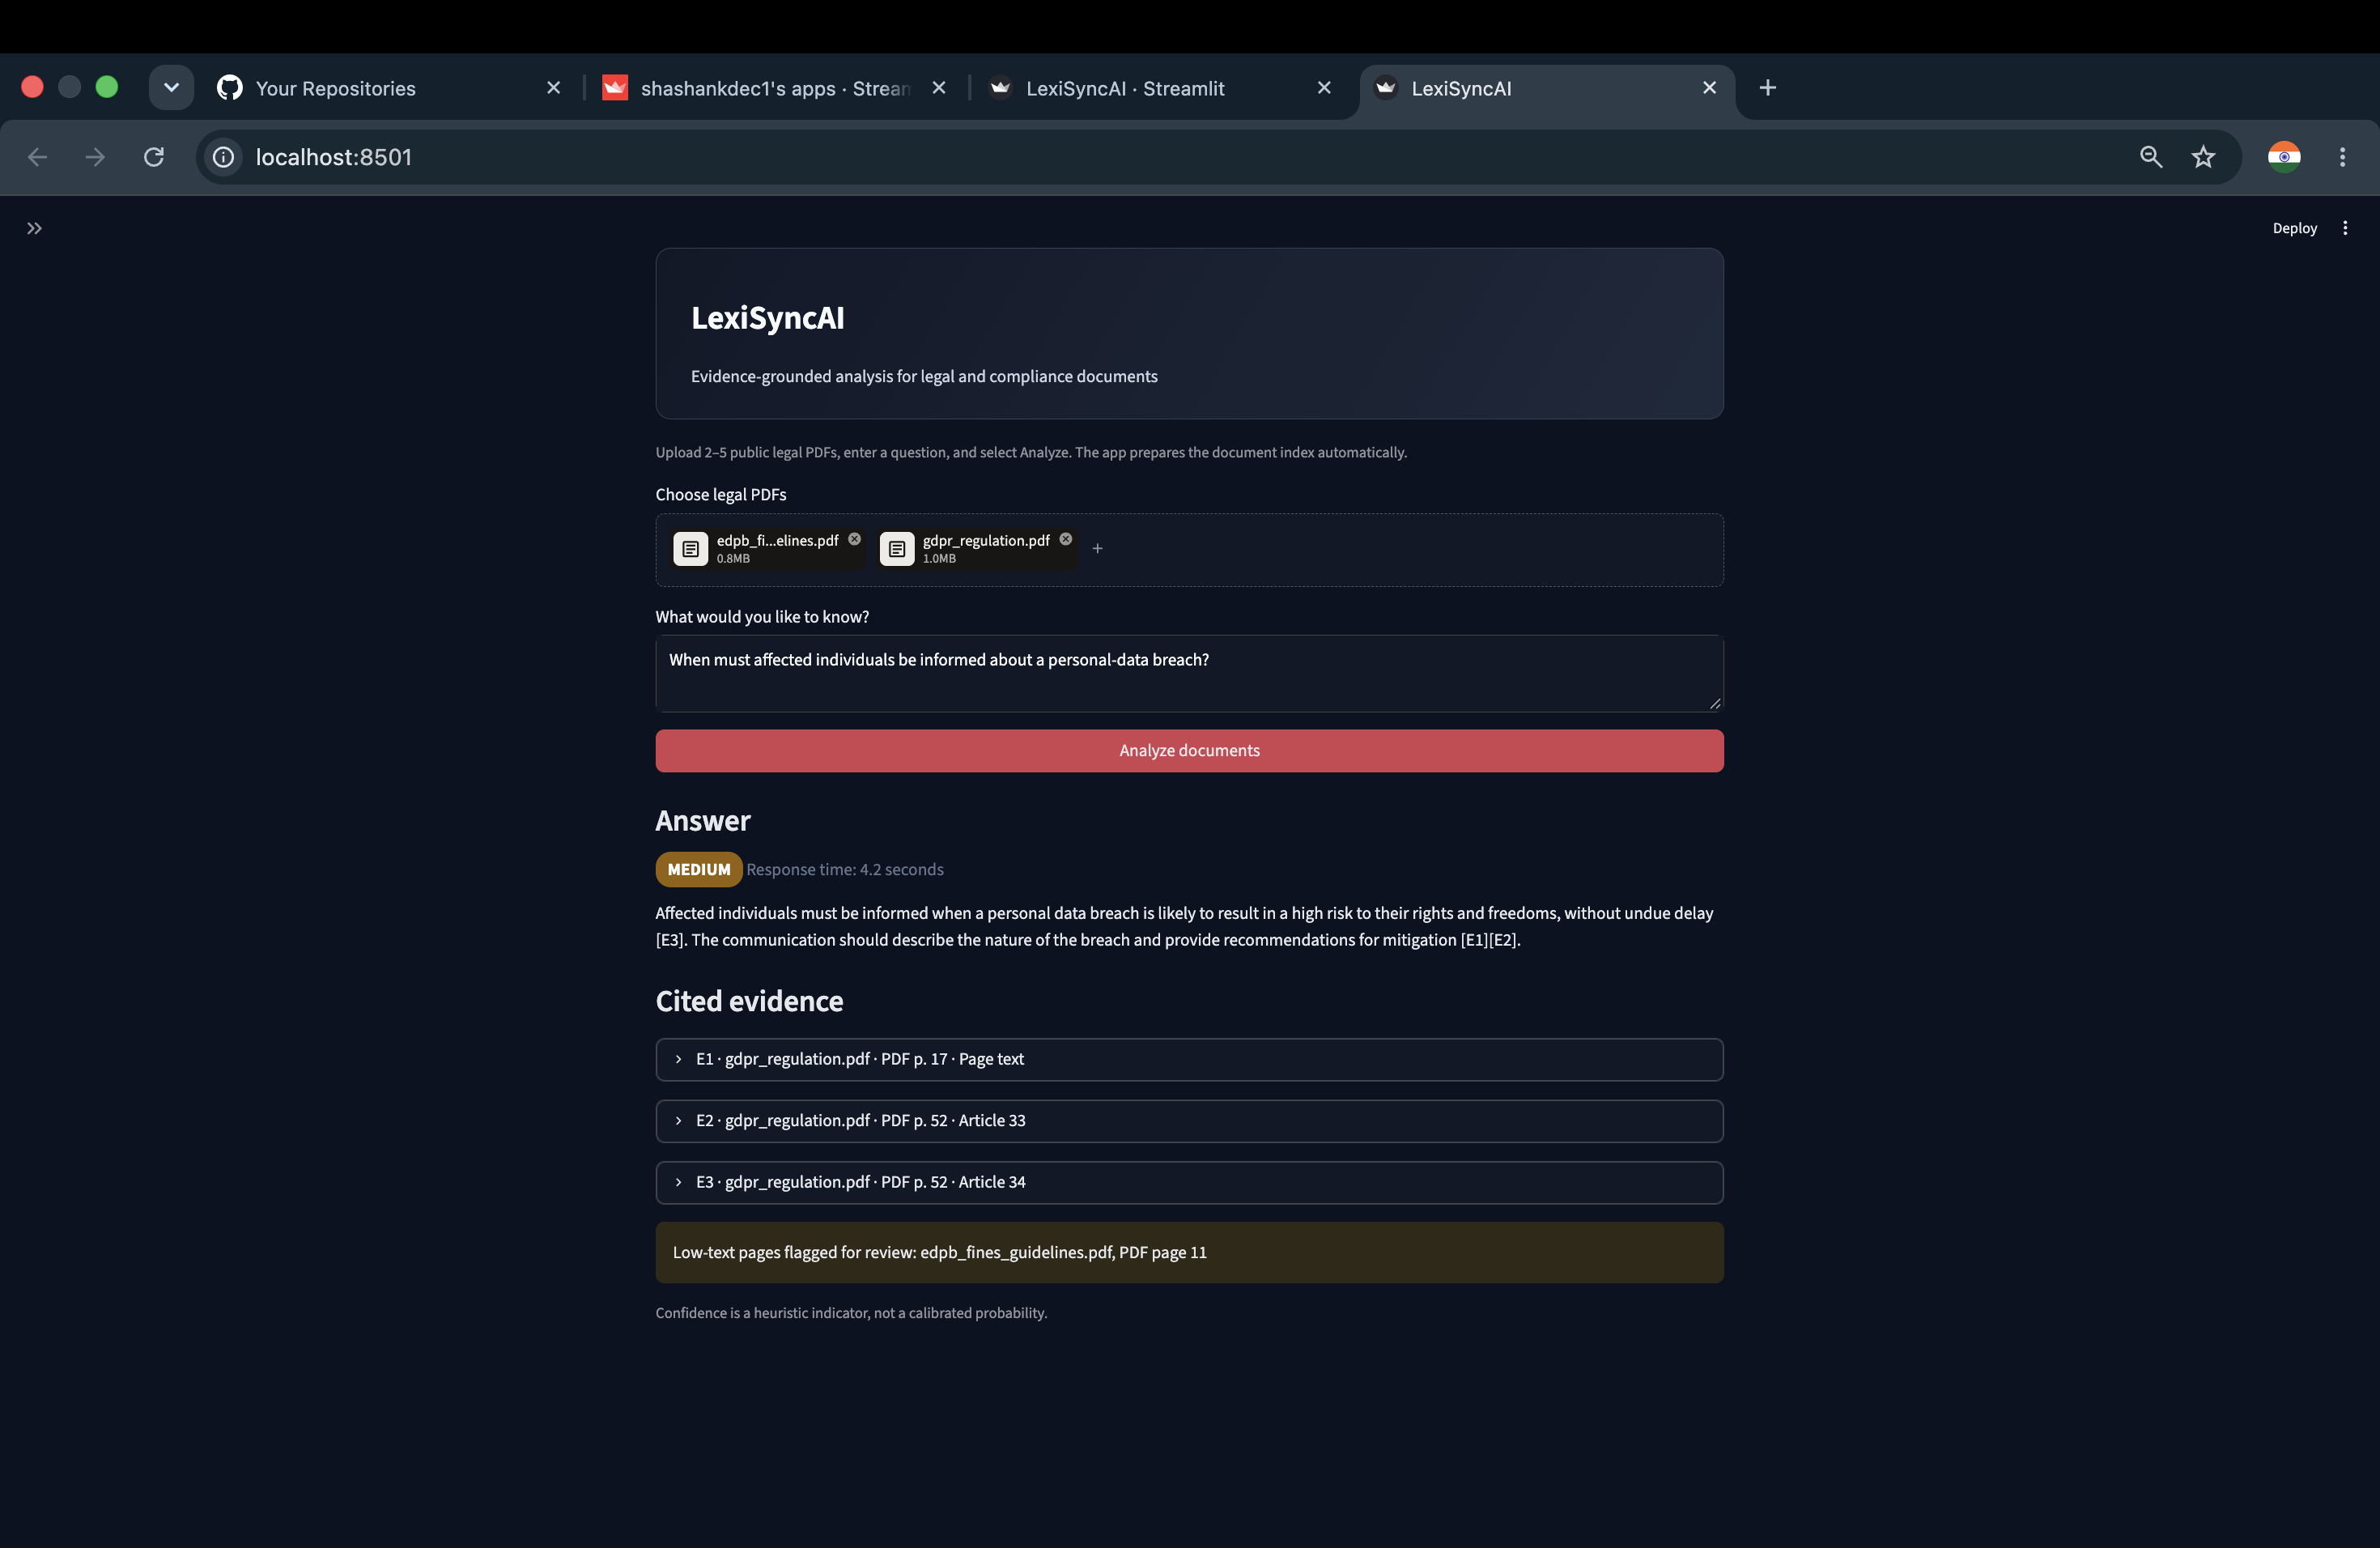 Your Repositories
shashankdec1's apps · Strea
LexiSyncAI · Streamlit
LexiSyncAI
localhost:8501
Deploy
LexiSyncAI
Evidence-grounded analysis for legal and compliance documents
Upload 2–5 public legal PDFs, enter a question, and select Analyze. The app prepares the document index automatically.
Choose legal PDFs
edpb_fi...elines.pdf
0.8MB
gdpr_regulation.pdf
1.0MB
What would you like to know?
When must affected individuals be informed about a personal-data breach?
Analyze documents
Answer
MEDIUM Response time: 4.2 seconds
Affected individuals must be informed when a personal data breach is likely to result in a high risk to their rights and freedoms, without undue delay
[E3]. The communication should describe the nature of the breach and provide recommendations for mitigation [E1][E2].
Cited evidence
E1 · gdpr_regulation.pdf · PDF p. 17 · Page text
E2 · gdpr_regulation.pdf · PDF p. 52 · Article 33
E3 · gdpr_regulation.pdf · PDF p. 52 · Article 34
Low-text pages flagged for review: edpb_fines_guidelines.pdf, PDF page 11
Confidence is a heuristic indicator, not a calibrated probability.